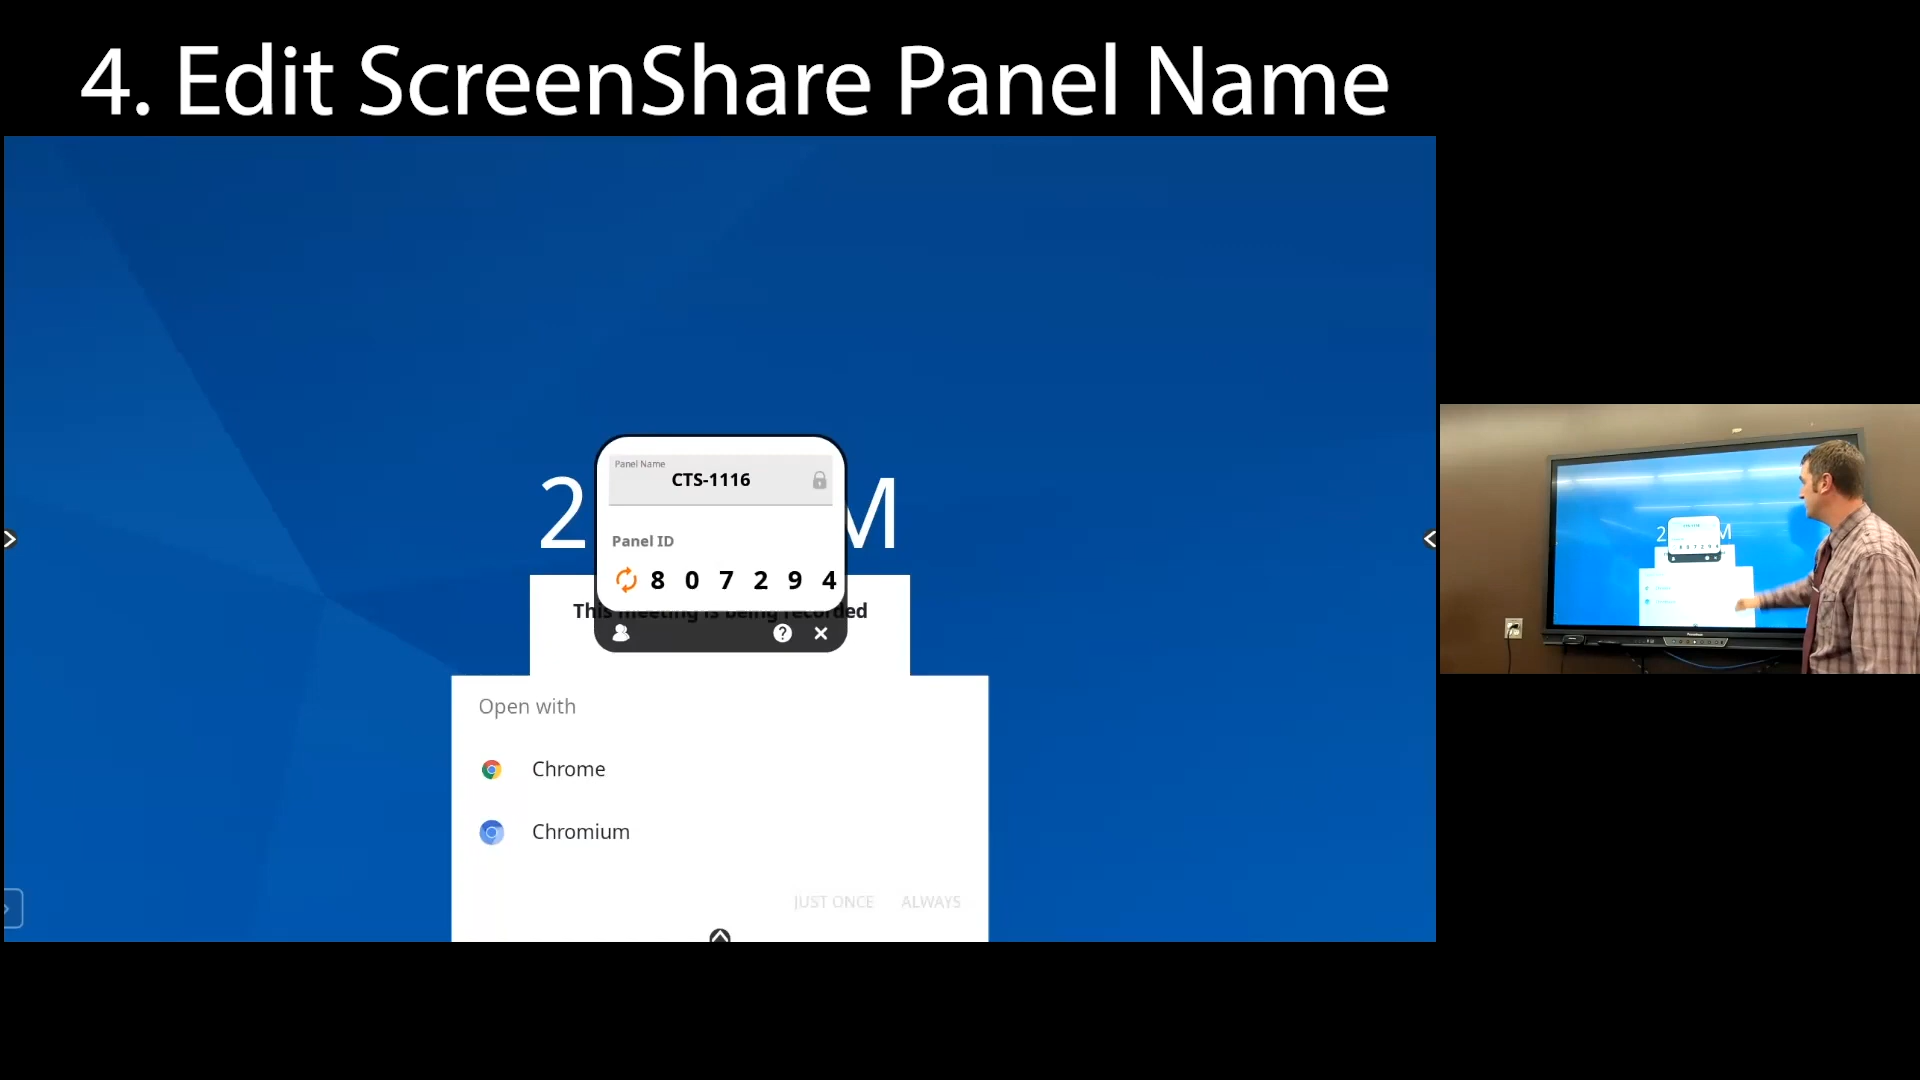 4. Edit ScreenShare Panel Name
Panel Name
CTS-1116
2 M
Panel ID
8 0 7 2 9 4
This meeting is being recorded
Open with
Chrome
Chromium
JUST ONCE ALWAYS